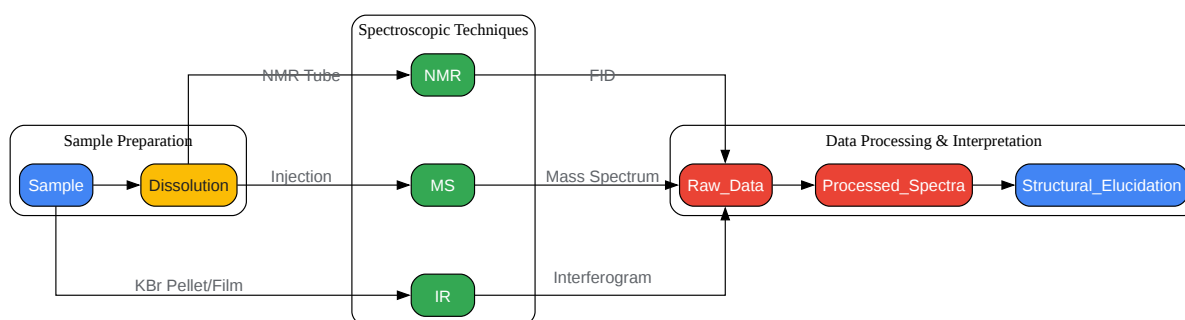 Spectroscopic Techniques
NMR Tube
NMR
FID
Sample Preparation
Data Processing & Interpretation
Sample
Dissolution
Injection
MS
Mass Spectrum
Raw_Data
Processed_Spectra
Structural_Elucidation
KBr Pellet/Film
IR
Interferogram